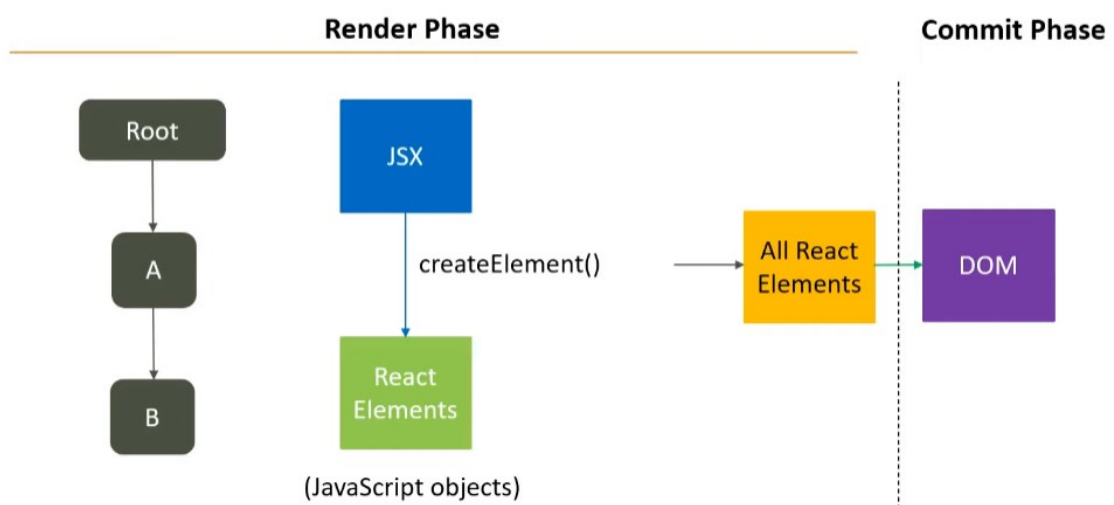 Render Phase
Commit Phase
Root
A
B
JSX
createElement()
React
Elements
(JavaScript objects)
All React
Elements
DOM